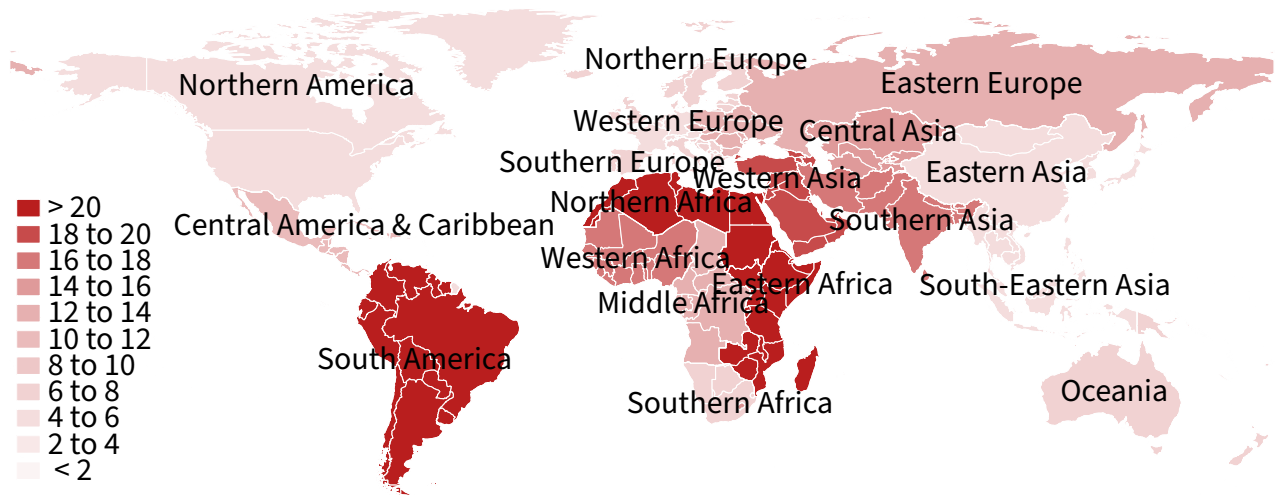 Northern Europe
Northern America
Eastern Europe
Western Europe
Central Asia
Southern Europe
Eastern Asia
Western Asia
Northern Africa
Central America & Caribbean
Southern Asia
Western Africa
Eastern Africa
South-Eastern Asia
Middle Africa
South America
Oceania
Southern Africa
> 20
18 to 20
16 to 18
14 to 16
12 to 14
10 to 12
8 to 10
6 to 8
4 to 6
2 to 4
< 2